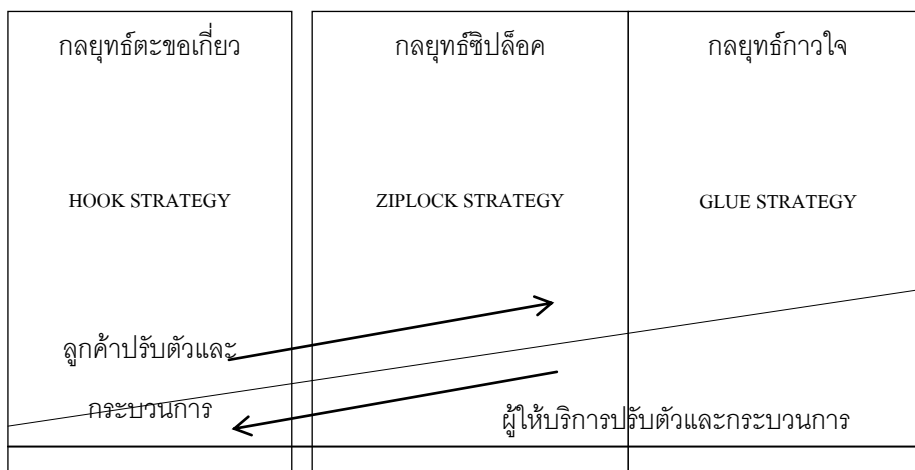 กลยุทธ์ตะขอเกี่ยว
กลยุทธ์ซิปล็อค
กลยุทธ์กาวใจ
HOOK STRATEGY
ZIPLOCK STRATEGY
GLUE STRATEGY
ลูกค้าปรับตัวและ
กระบวนการ
ผู้ให้บริการปรับตัวและกระบวนการ